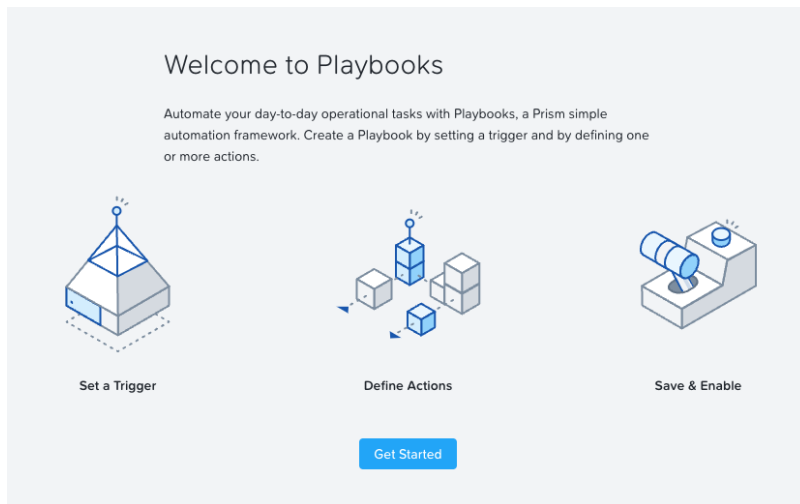 Welcome to Playbooks
Automate your day-to-day operational tasks with Playbooks, a Prism simple
automation framework. Create a Playbook by setting a trigger and by defining one
or more actions.
Set a Trigger
Define Actions
Save & Enable
Get Started